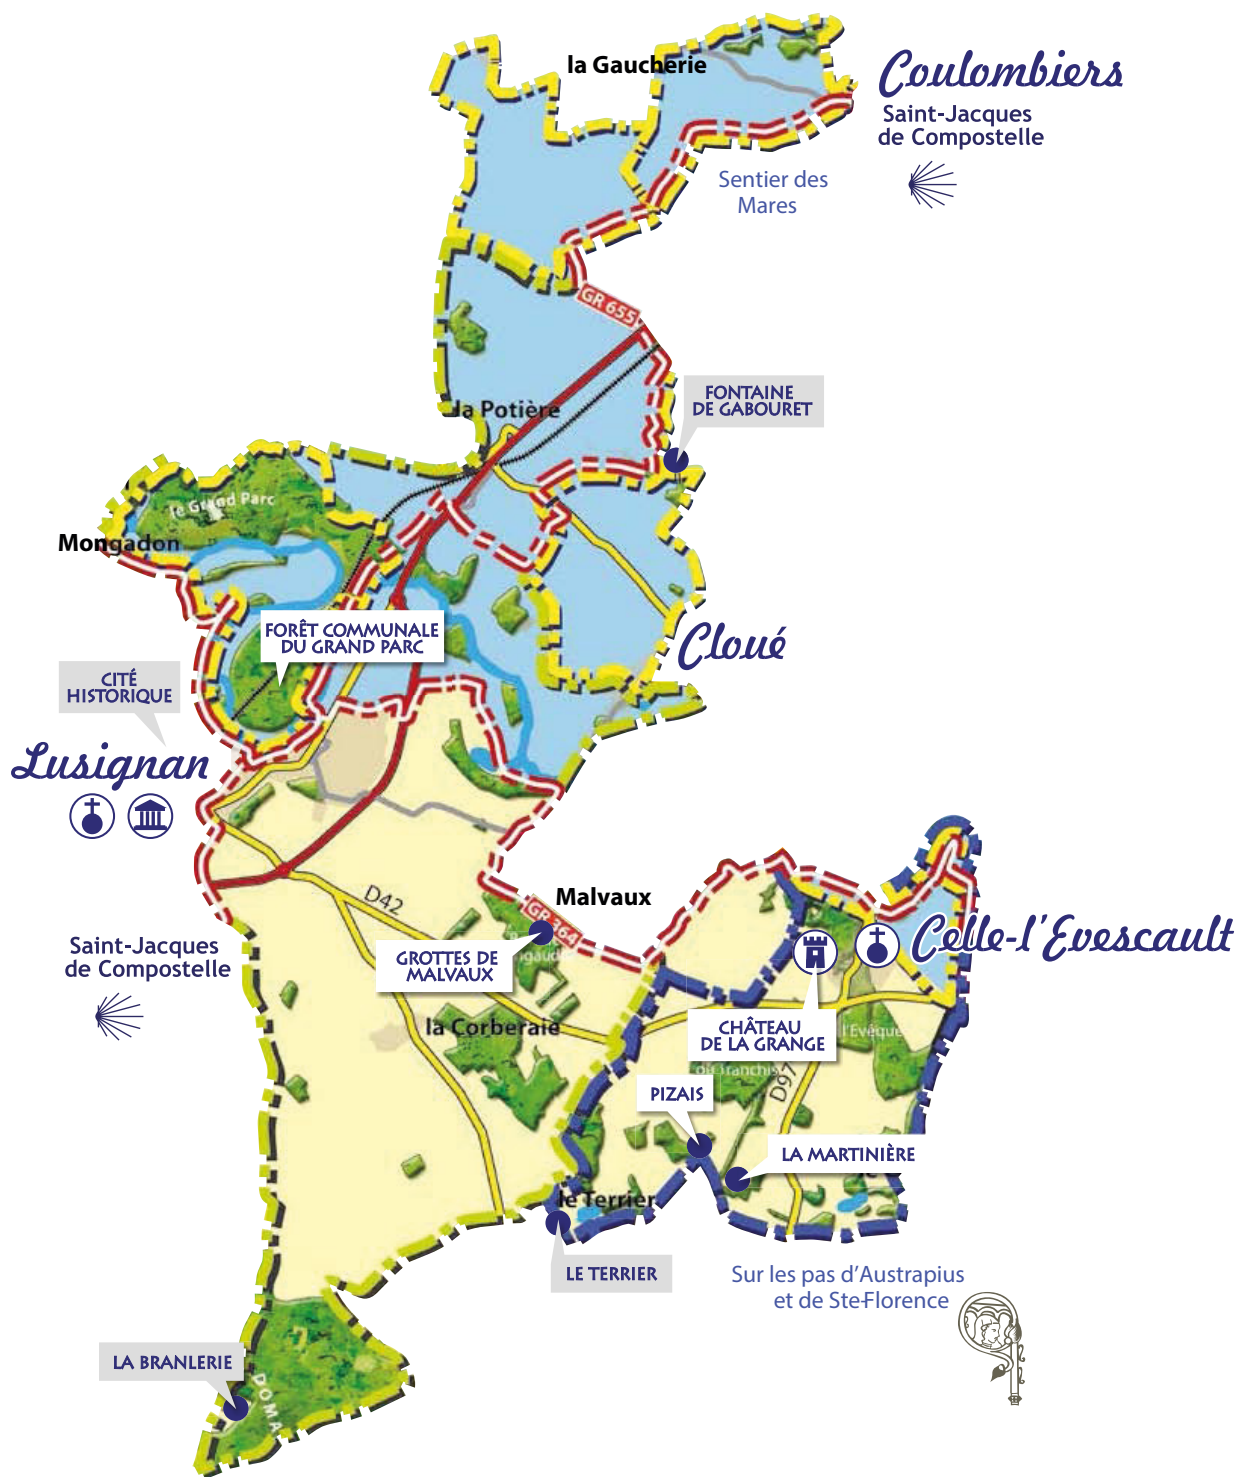 la Gaucherie
Coulombiers
Saint-Jacques
de Compostelle
Sentier des
Mares
GR 655
FONTAINE
DE GABOURET
la Potière
le Grand Parc
Mongadon
FORÊT COMMUNALE
DU GRAND PARC
Cloué
CITÉ
HISTORIQUE
Lusignan
D42
Malvaux
GR 364
Celle-l'Evescault
Saint-Jacques
de Compostelle
GROTTES DE
MALVAUX
la Corberaie
CHÂTEAU
DE LA GRANGE
l'Evêque
D97
PIZAIS
LA MARTINIÈRE
le Terrier
LE TERRIER
Sur les pas d'Austrapius
et de Ste-Florence
LA BRANLERIE
DOMA